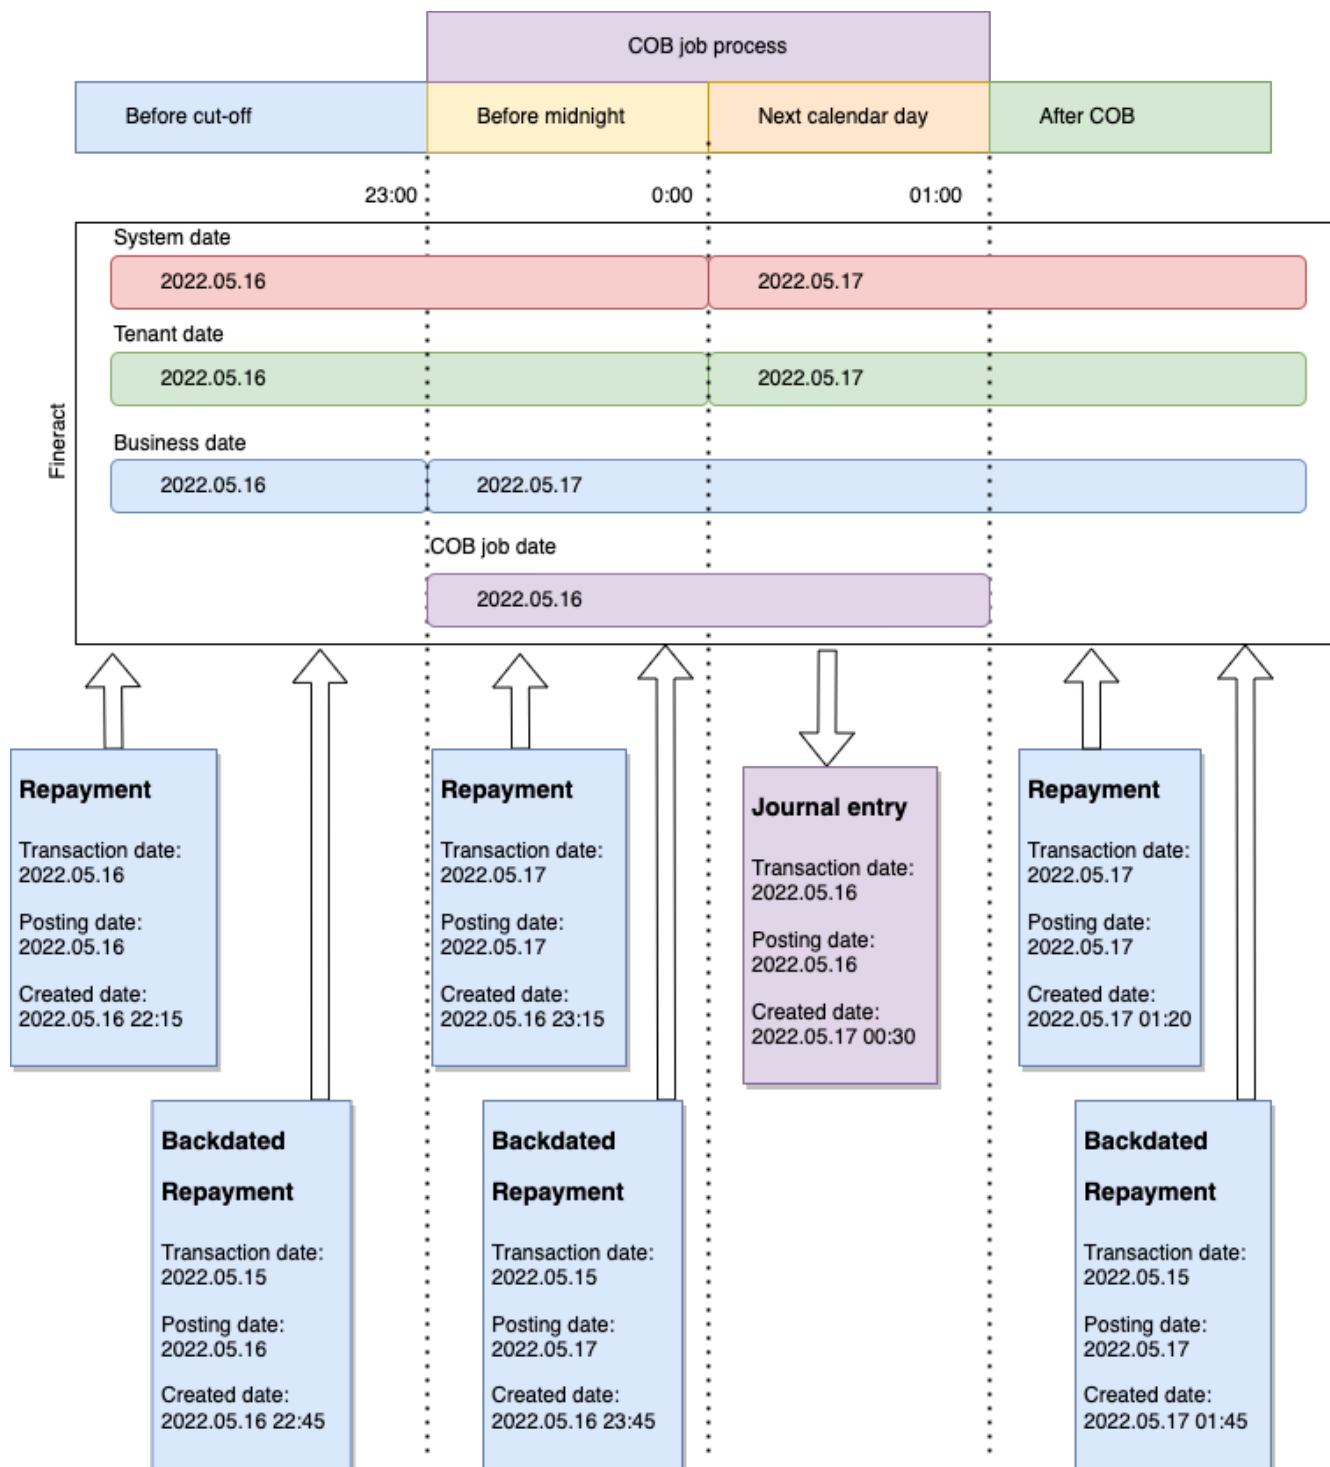 COB job process
Before cut-off
Before midnight
Next calendar day
After COB
23:00
0:00
01:00
Fineract
System date
2022.05.16
2022.05.17
Tenant date
2022.05.16
2022.05.17
Business date
2022.05.16
2022.05.17
COB job date
2022.05.16
Repayment
Transaction date:
2022.05.16
Posting date:
2022.05.16
Created date:
2022.05.16 22:15
Repayment
Transaction date:
2022.05.17
Posting date:
2022.05.17
Created date:
2022.05.16 23:15
Journal entry
Transaction date:
2022.05.16
Posting date:
2022.05.16
Created date:
2022.05.17 00:30
Repayment
Transaction date:
2022.05.17
Posting date:
2022.05.17
Created date:
2022.05.17 01:20
Backdated
Repayment
Transaction date:
2022.05.15
Posting date:
2022.05.16
Created date:
2022.05.16 22:45
Backdated
Repayment
Transaction date:
2022.05.15
Posting date:
2022.05.17
Created date:
2022.05.16 23:45
Backdated
Repayment
Transaction date:
2022.05.15
Posting date:
2022.05.17
Created date:
2022.05.17 01:45